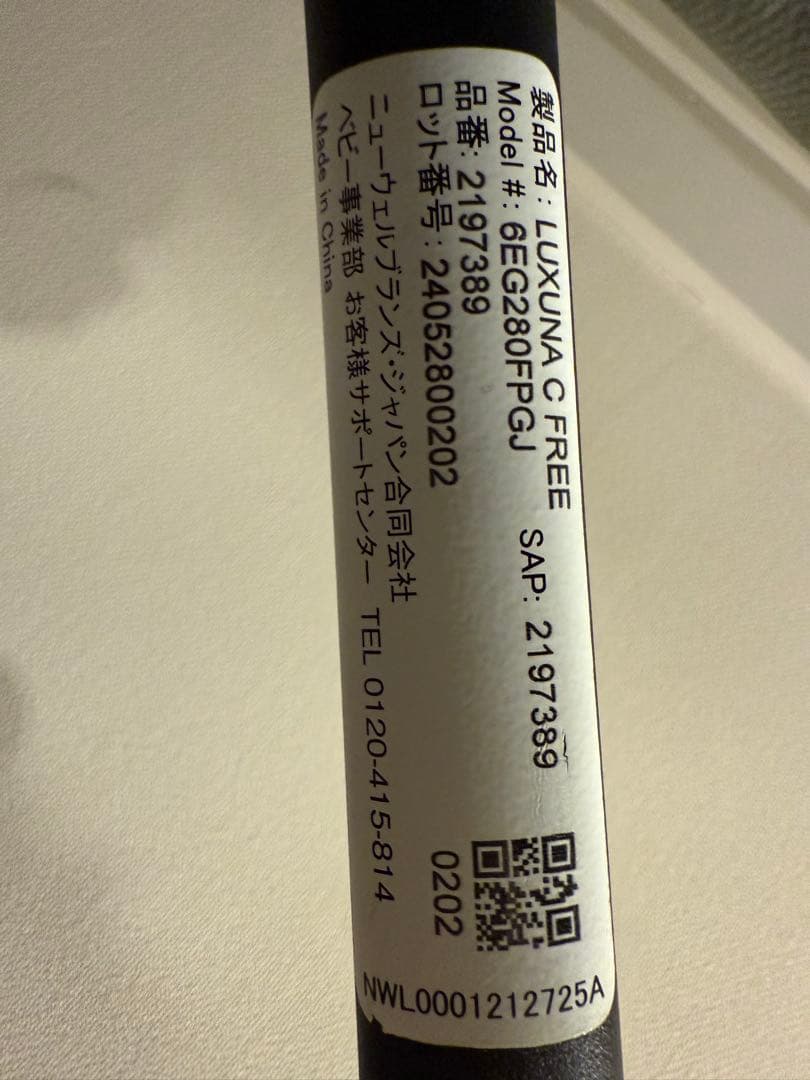 製品名: LUXUNA C FREE
Model #: 6EG280FPGJ SAP: 2197389
品番: 2197389
ロット番号: 24052800202 0202
ニューウェルブランズ・ジャパン合同会社
ベビー事業部 お客様サポートセンター TEL 0120-415-814
Made in China
NWL0001212725A